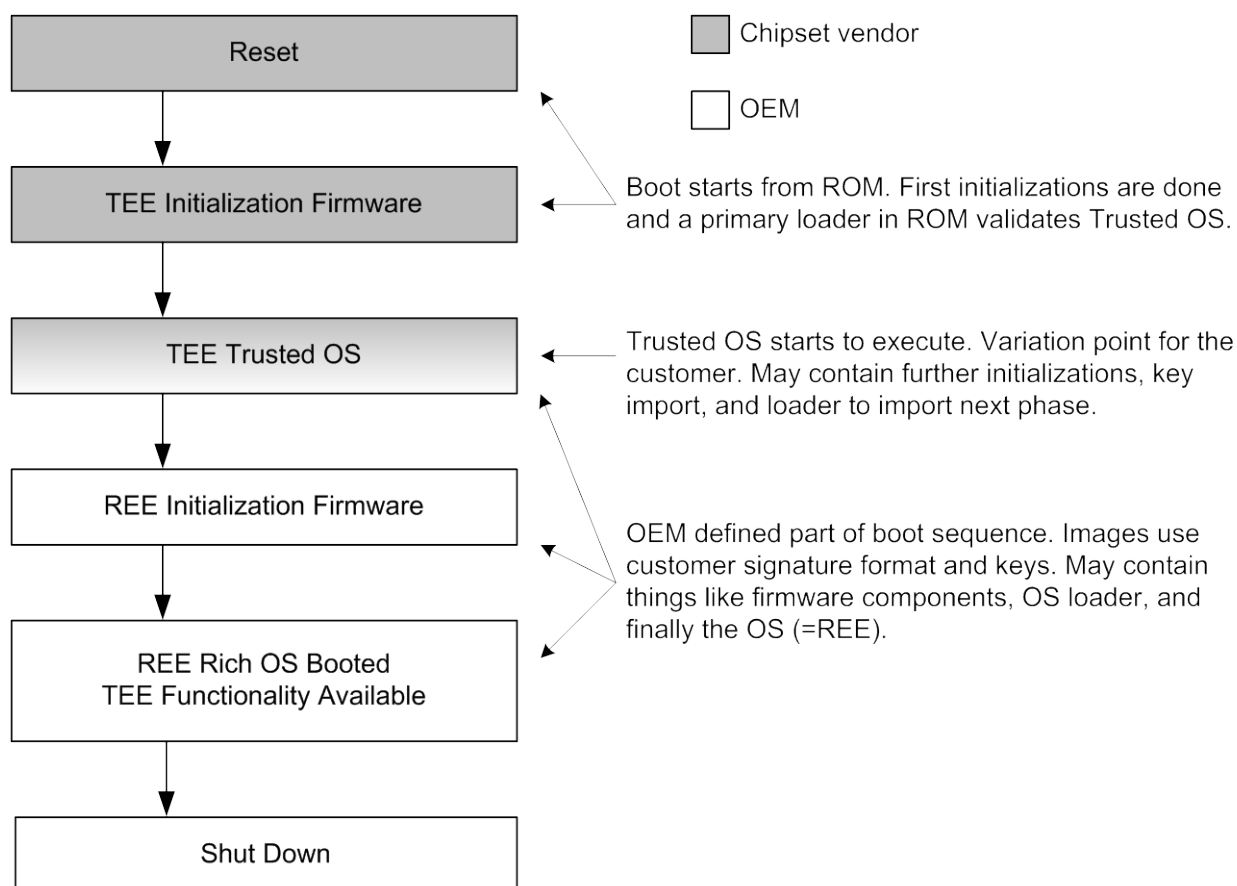 Reset
Chipset vendor
OEM
TEE Initialization Firmware
Boot starts from ROM. First initializations are done
and a primary loader in ROM validates Trusted OS.
TEE Trusted OS
Trusted OS starts to execute. Variation point for the
customer. May contain further initializations, key
import, and loader to import next phase.
REE Initialization Firmware
OEM defined part of boot sequence. Images use
customer signature format and keys. May contain
things like firmware components, OS loader, and
finally the OS (=REE).
REE Rich OS Booted
TEE Functionality Available
Shut Down